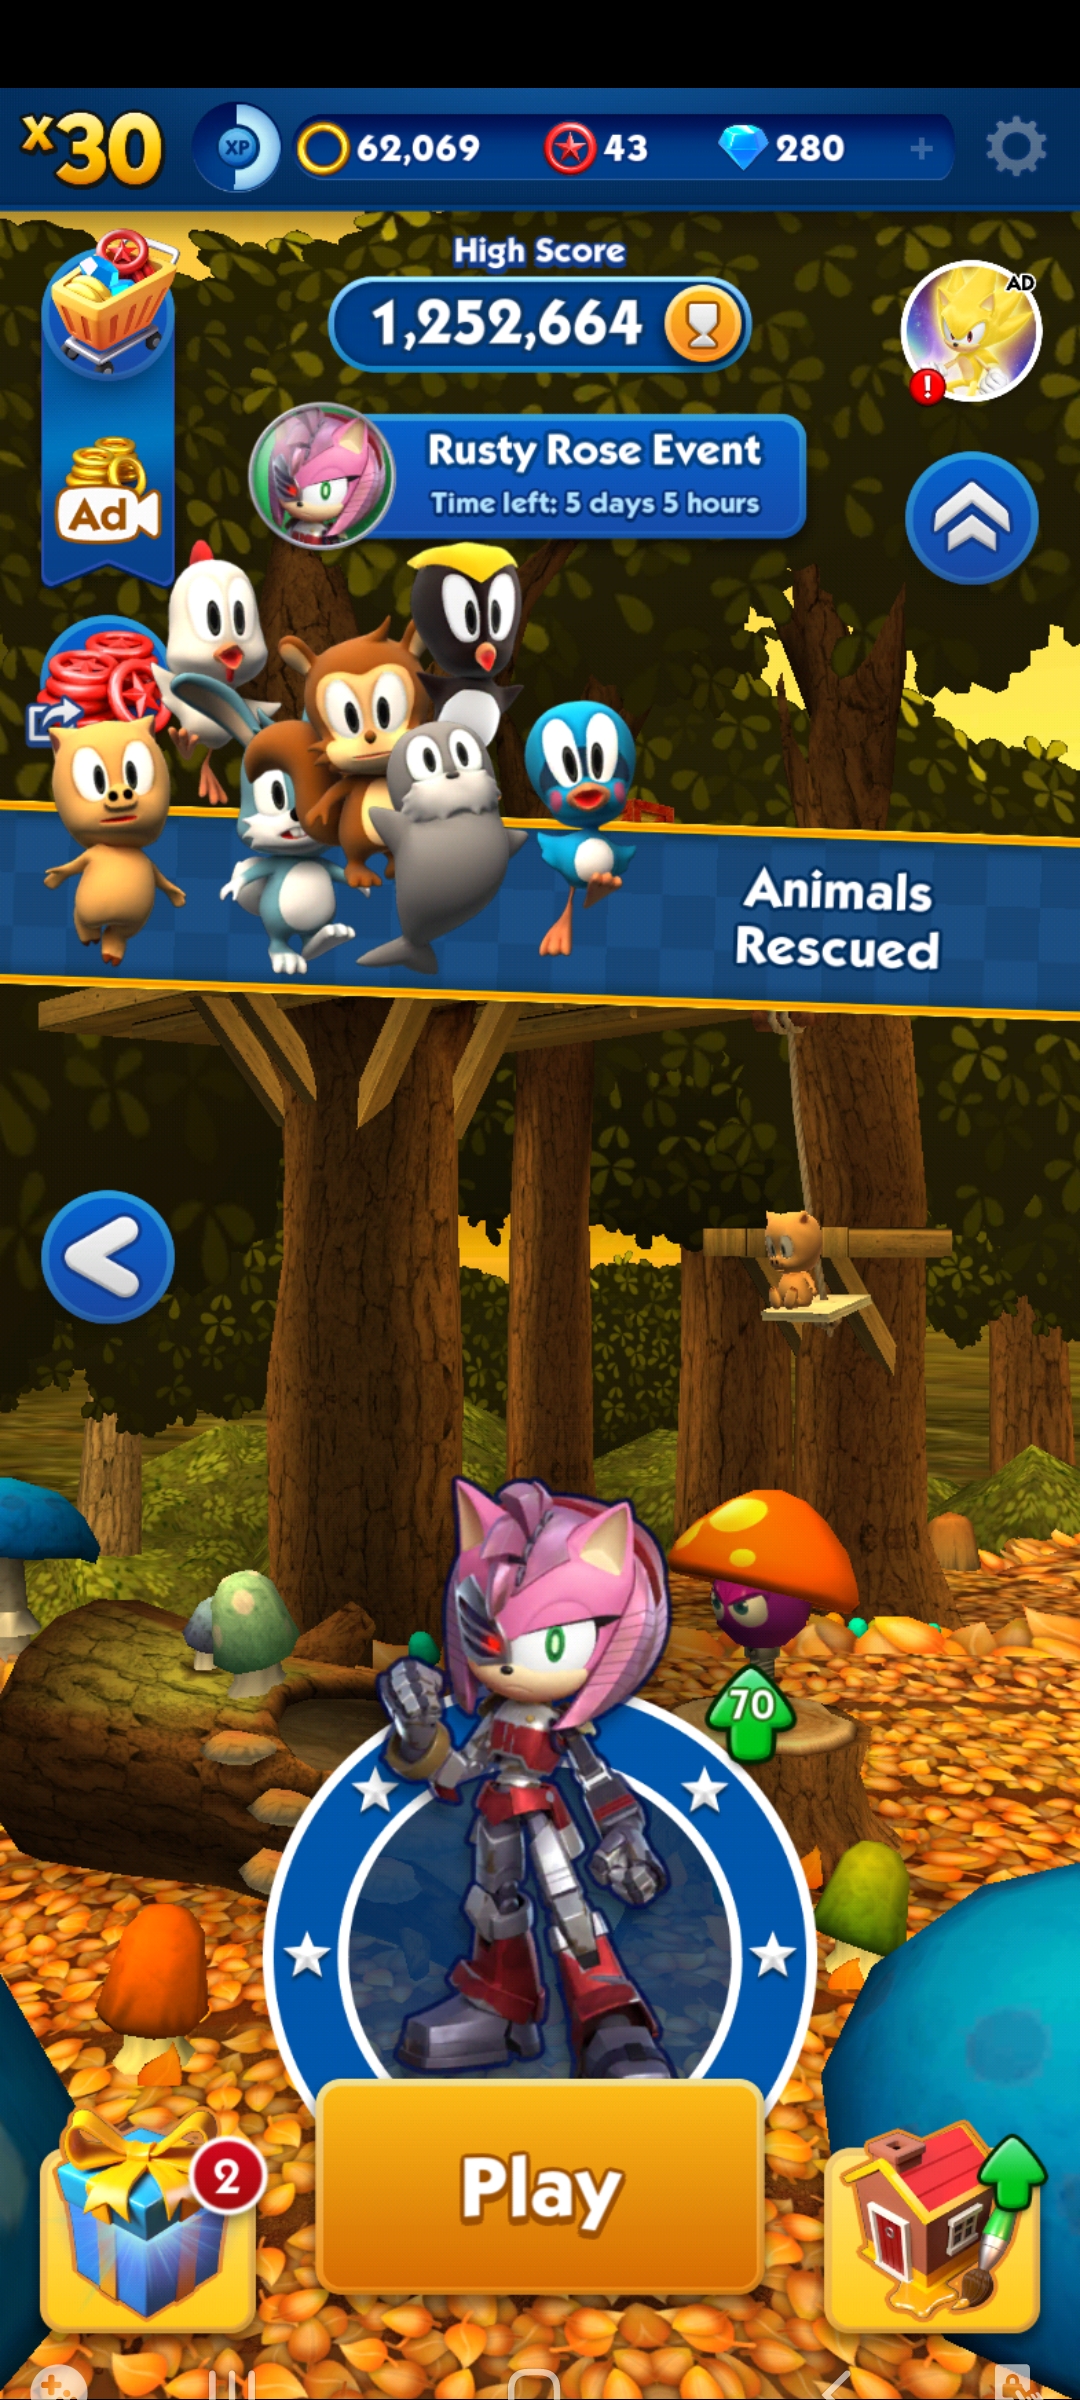 x30
XP
62,069
43
280
+
High Score
1,252,664
AD
!
Rusty Rose Event
Time left: 5 days 5 hours
Ad
Animals
Rescued
70
2
Play